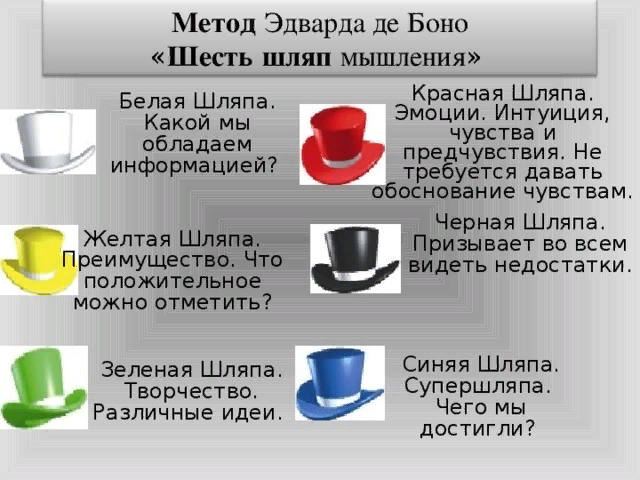 Метод Эдварда де Боно
«Шесть шляп мышления»
Белая Шляпа.
Какой мы
обладаем
информацией?
Красная Шляпа.
Эмоции. Интуиция,
чувства и
предчувствия. Не
требуется давать
обоснование чувствам.
Желтая Шляпа.
Преимущество. Что
положительное
можно отметить?
Черная Шляпа.
Призывает во всем
видеть недостатки.
Зеленая Шляпа.
Творчество.
Различные идеи.
Синяя Шляпа.
Супершляпа.
Чего мы
достигли?